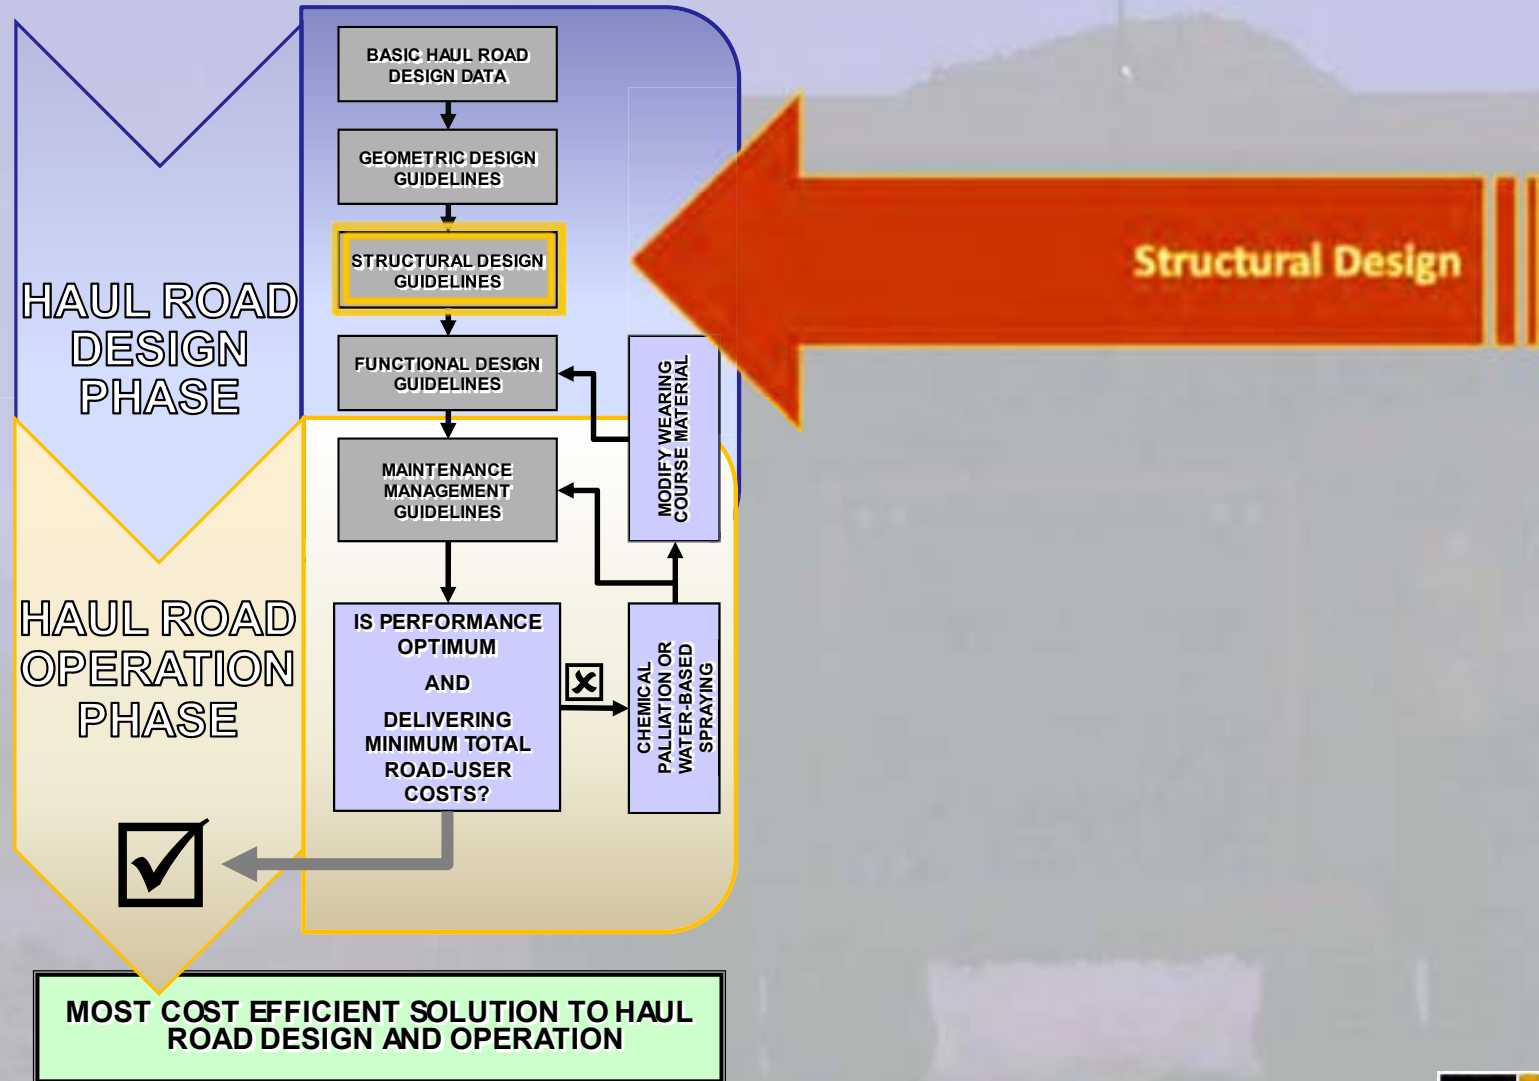 BASIC HAUL ROAD
DESIGN DATA
GEOMETRIC DESIGN
GUIDELINES
STRUCTURAL DESIGN
GUIDELINES
FUNCTIONAL DESIGN
GUIDELINES
MAINTENANCE
MANAGEMENT
GUIDELINES
IS PERFORMANCE
OPTIMUM
AND
DELIVERING
MINIMUM TOTAL
ROAD-USER
COSTS?
MODIFY WEARING
COURSE MATERIAL
CHEMICAL
PALLIATION OR
WATER-BASED
SPRAYING
HAUL ROAD
DESIGN
PHASE
HAUL ROAD
OPERATION
PHASE
Structural Design
MOST COST EFFICIENT SOLUTION TO HAUL
ROAD DESIGN AND OPERATION